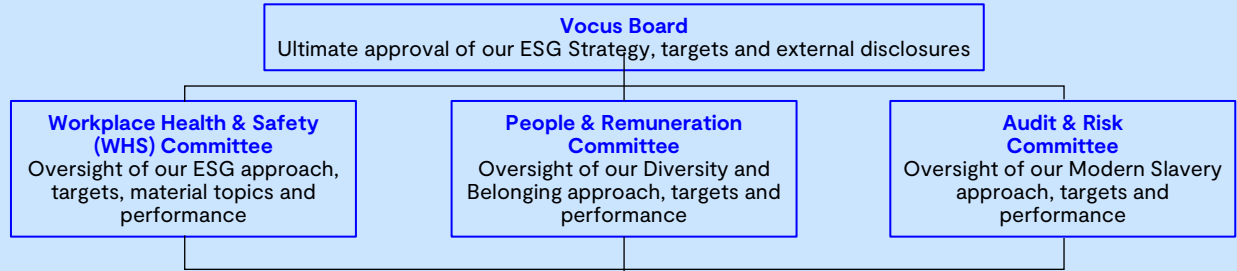 Vocus Board
Ultimate approval of our ESG Strategy, targets and external disclosures
Workplace Health & Safety
(WHS) Committee
Oversight of our ESG approach,
targets, material topics and
performance
People & Remuneration
Committee
Oversight of our Diversity and
Belonging approach, targets and
performance
Audit & Risk
Committee
Oversight of our Modern Slavery
approach, targets and
performance